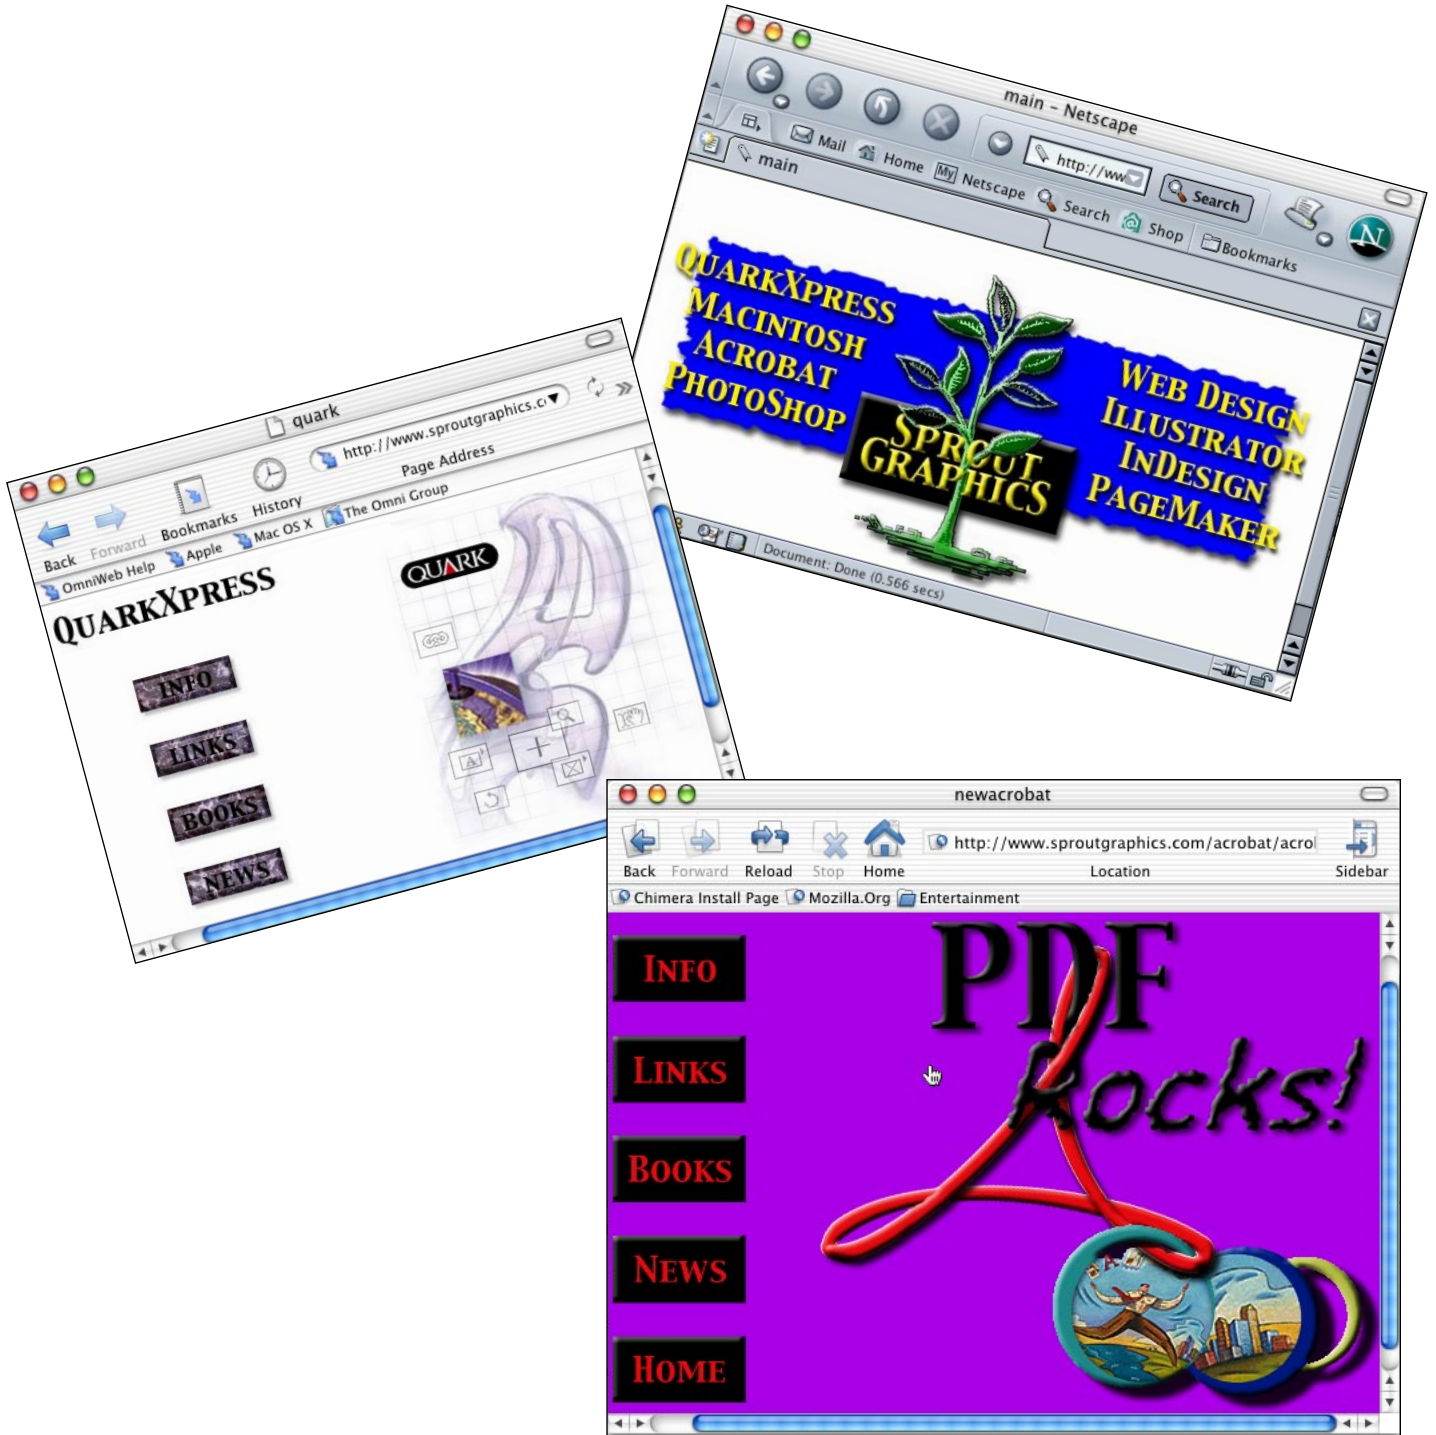 main – Netscape
http://ww
Search
Mail
Home
My
Netscape
Search
Shop
Bookmarks
main
QUARKXPRESS
MACINTOSH
ACROBAT
PHOTOSHOP
WEB DESIGN
ILLUSTRATOR
INDESIGN
PAGEMAKER
SPROUT
GRAPHICS
N
Document: Done (0.566 secs)
quark
http://www.sproutgraphics.c
Back
Forward
Bookmarks
History
Page Address
OmniWeb Help
Apple
Mac OS X
The Omni Group
QUARKXPRESS
QUARK
INFO
LINKS
BOOKS
NEWS
A
newacrobat
http://www.sproutgraphics.com/acrobat/acro
Back
Forward
Reload
Stop
Home
Location
Sidebar
Chimera Install Page
Mozilla.Org
Entertainment
INFO
LINKS
BOOKS
NEWS
HOME
PDF
Rocks!
A